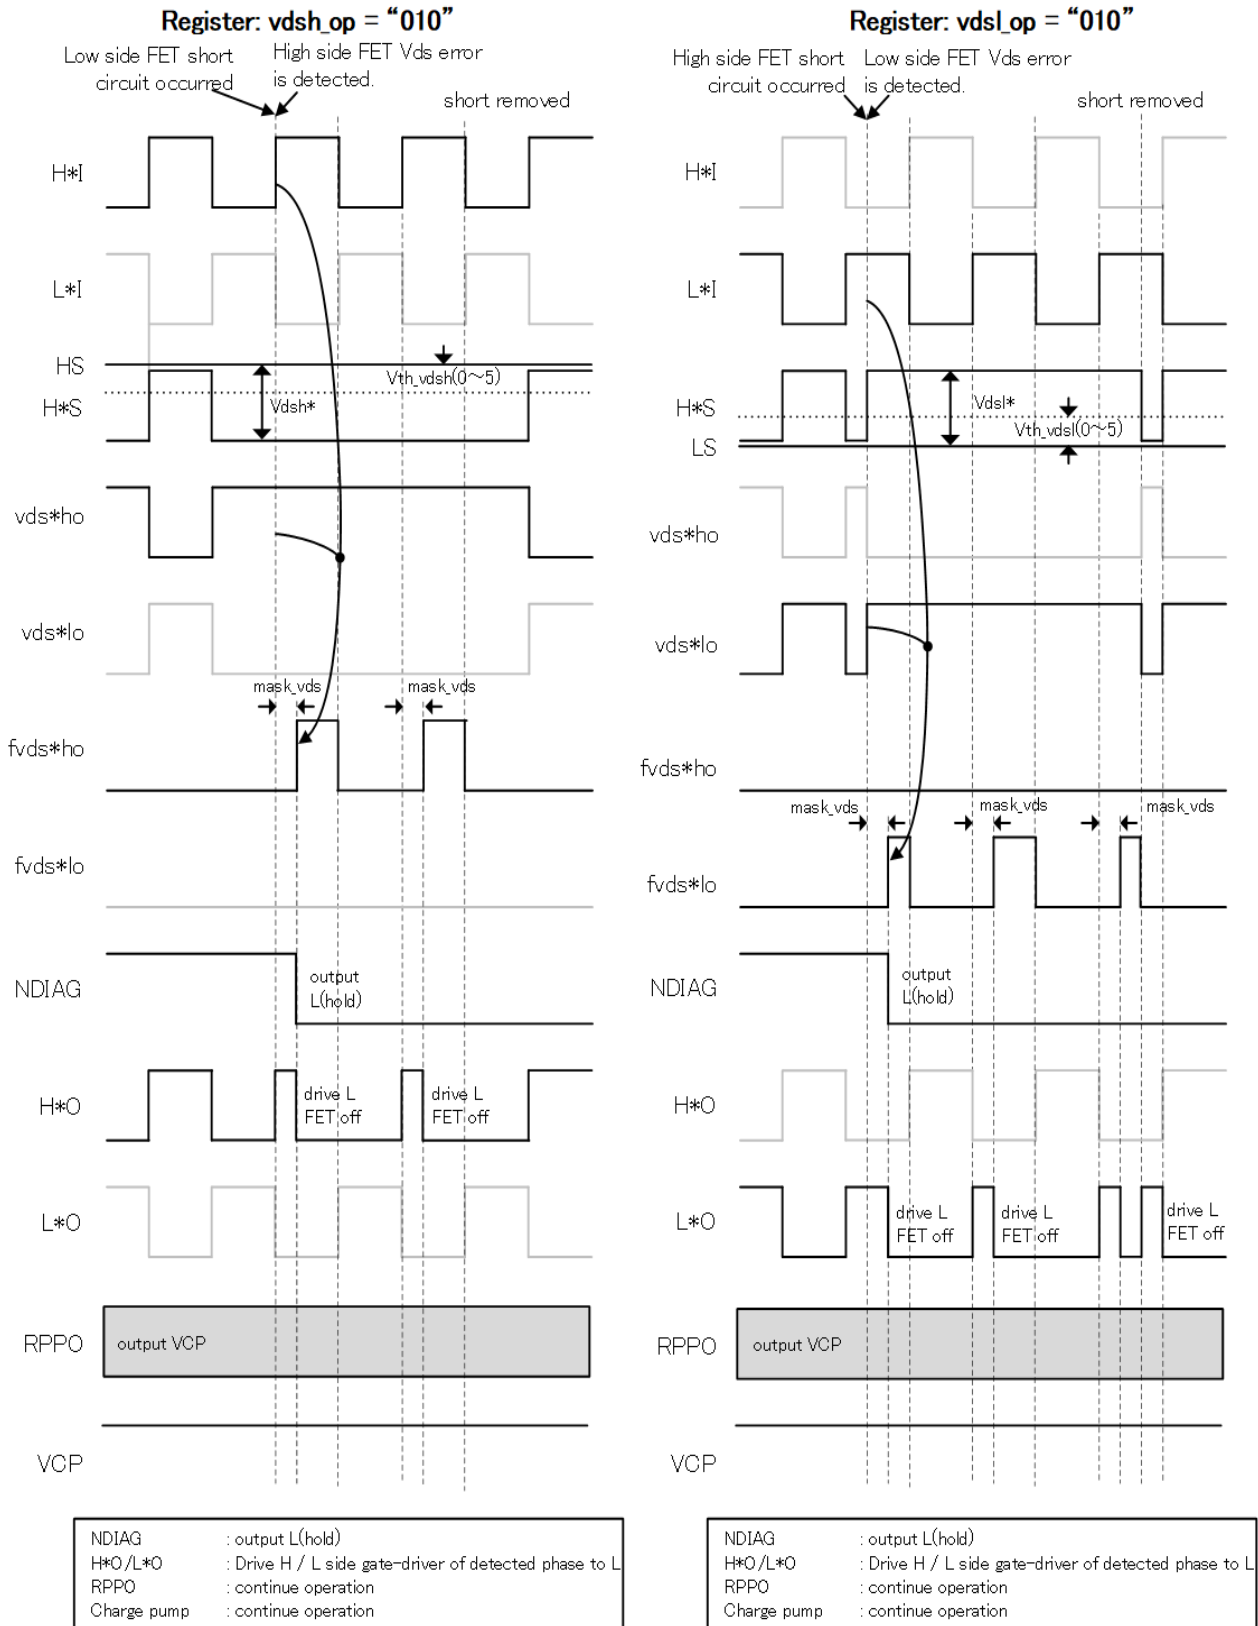 Register: vdsh_op = “010”
Low side FET short
circuit occurred
High side FET Vds error
is detected.
short removed
H*I
L*I
HS
Vth_vdsh(0～5)
H*S
Vdsh*
vds*ho
vds*lo
mask_vds
mask_vds
fvds*ho
fvds*lo
NDIAG
output
L(hold)
H*O
drive L
FET off
drive L
FET off
L*O
RPPO
output VCP
VCP
NDIAG : output L(hold)
H*O/L*O : Drive H / L side gate-driver of detected phase to L
RPPO : continue operation
Charge pump : continue operation
Register: vdsl_op = “010”
High side FET short
circuit occurred
Low side FET Vds error
is detected.
short removed
H*I
L*I
H*S
Vdsl*
Vth_vdsl(0～5)
LS
vds*ho
vds*lo
fvds*ho
mask_vds
mask_vds
mask_vds
fvds*lo
NDIAG
output
L(hold)
H*O
L*O
drive L
FET off
drive L
FET off
drive L
FET off
RPPO
output VCP
VCP
NDIAG : output L(hold)
H*O/L*O : Drive H / L side gate-driver of detected phase to L
RPPO : continue operation
Charge pump : continue operation